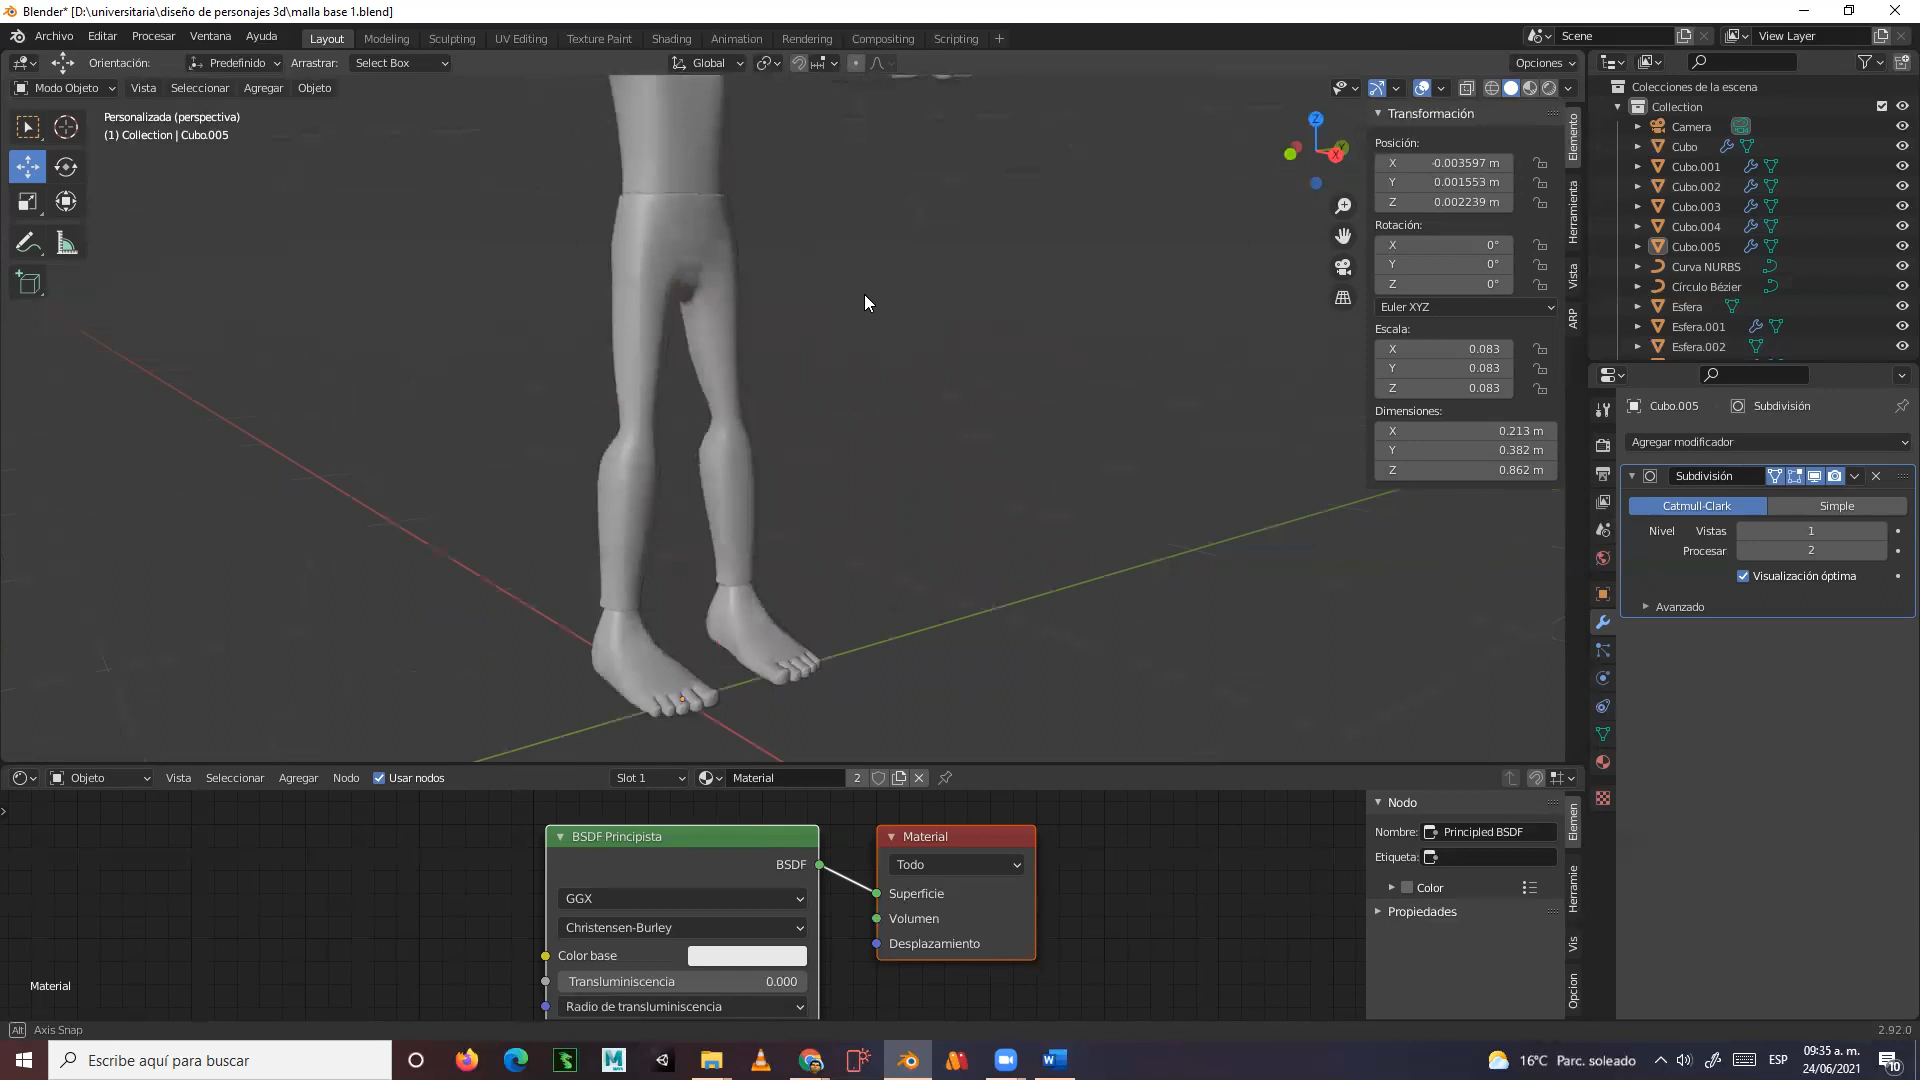 Blender* [D:\universitaria\diseño de personajes 3d\malla base 1.blend]
Archivo Editar Procesar Ventana Ayuda Layout Modeling Sculpting UV Editing Texture Paint Shading Animation Rendering Compositing Scripting + Scene View Layer
Orientación: Predefinido Arrastrar: Select Box Global Opciones
Modo Objeto Vista Seleccionar Agregar Objeto
Personalizada (perspectiva)
(1) Collection | Cubo.005
Z
Y
X
Transformación
Posición:
X -0.003597 m
Y 0.001553 m
Z 0.002239 m
Rotación:
X 0°
Y 0°
Z 0°
Euler XYZ
Escala:
X 0.083
Y 0.083
Z 0.083
Dimensiones:
X 0.213 m
Y 0.382 m
Z 0.862 m
Elemento
Herramienta
Vista
ARP
Colecciones de la escena
Collection
Camera
Cubo
Cubo.001
Cubo.002
Cubo.003
Cubo.004
Cubo.005
Curva NURBS
Círculo Bézier
Esfera
Esfera.001
Esfera.002
Cubo.005 Subdivisión
Agregar modificador
Subdivisión
Catmull-Clark Simple
Nivel Vistas 1
Procesar 2
Visualización óptima
Avanzado
Objeto Vista Seleccionar Agregar Nodo Usar nodos Slot 1 Material 2
BSDF Principista
BSDF
GGX
Christensen-Burley
Color base
Transluminiscencia 0.000
Radio de transluminiscencia
Material
Todo
Superficie
Volumen
Desplazamiento
Material
Nodo
Nombre: Principled BSDF
Etiqueta:
Color
Propiedades
Elemen
Herramie
Vis
Opcion
Alt Axis Snap 2.92.0
Escribe aquí para buscar
16°C Parc. soleado
ESP
09:35 a. m.
24/06/2021
10